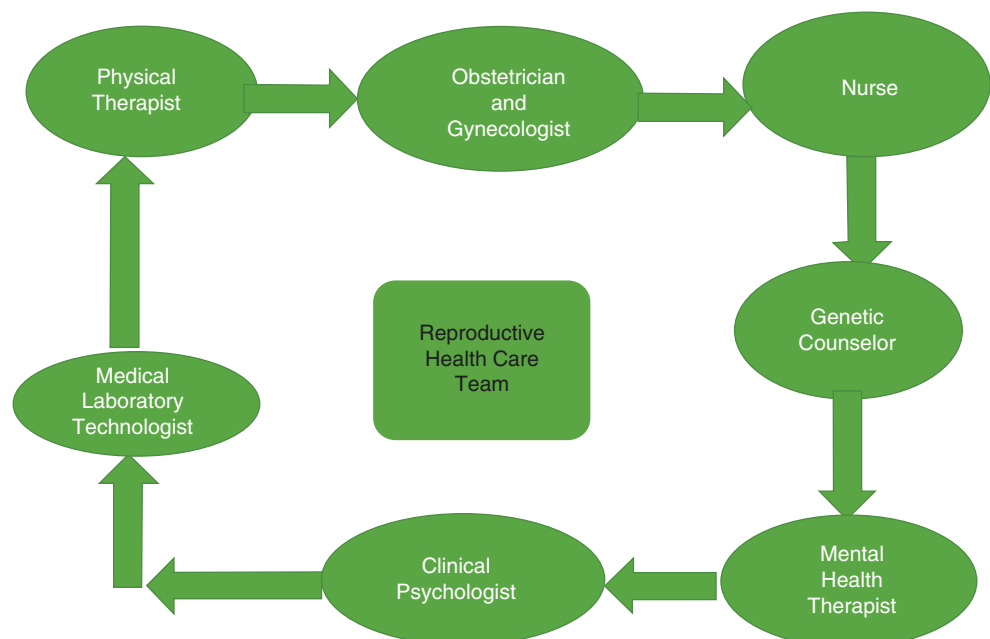 Physical
Therapist
Obstetrician
and
Gynecologist
Nurse
Genetic
Counselor
Reproductive
Health Care
Team
Medical
Laboratory
Technologist
Clinical
Psychologist
Mental
Health
Therapist